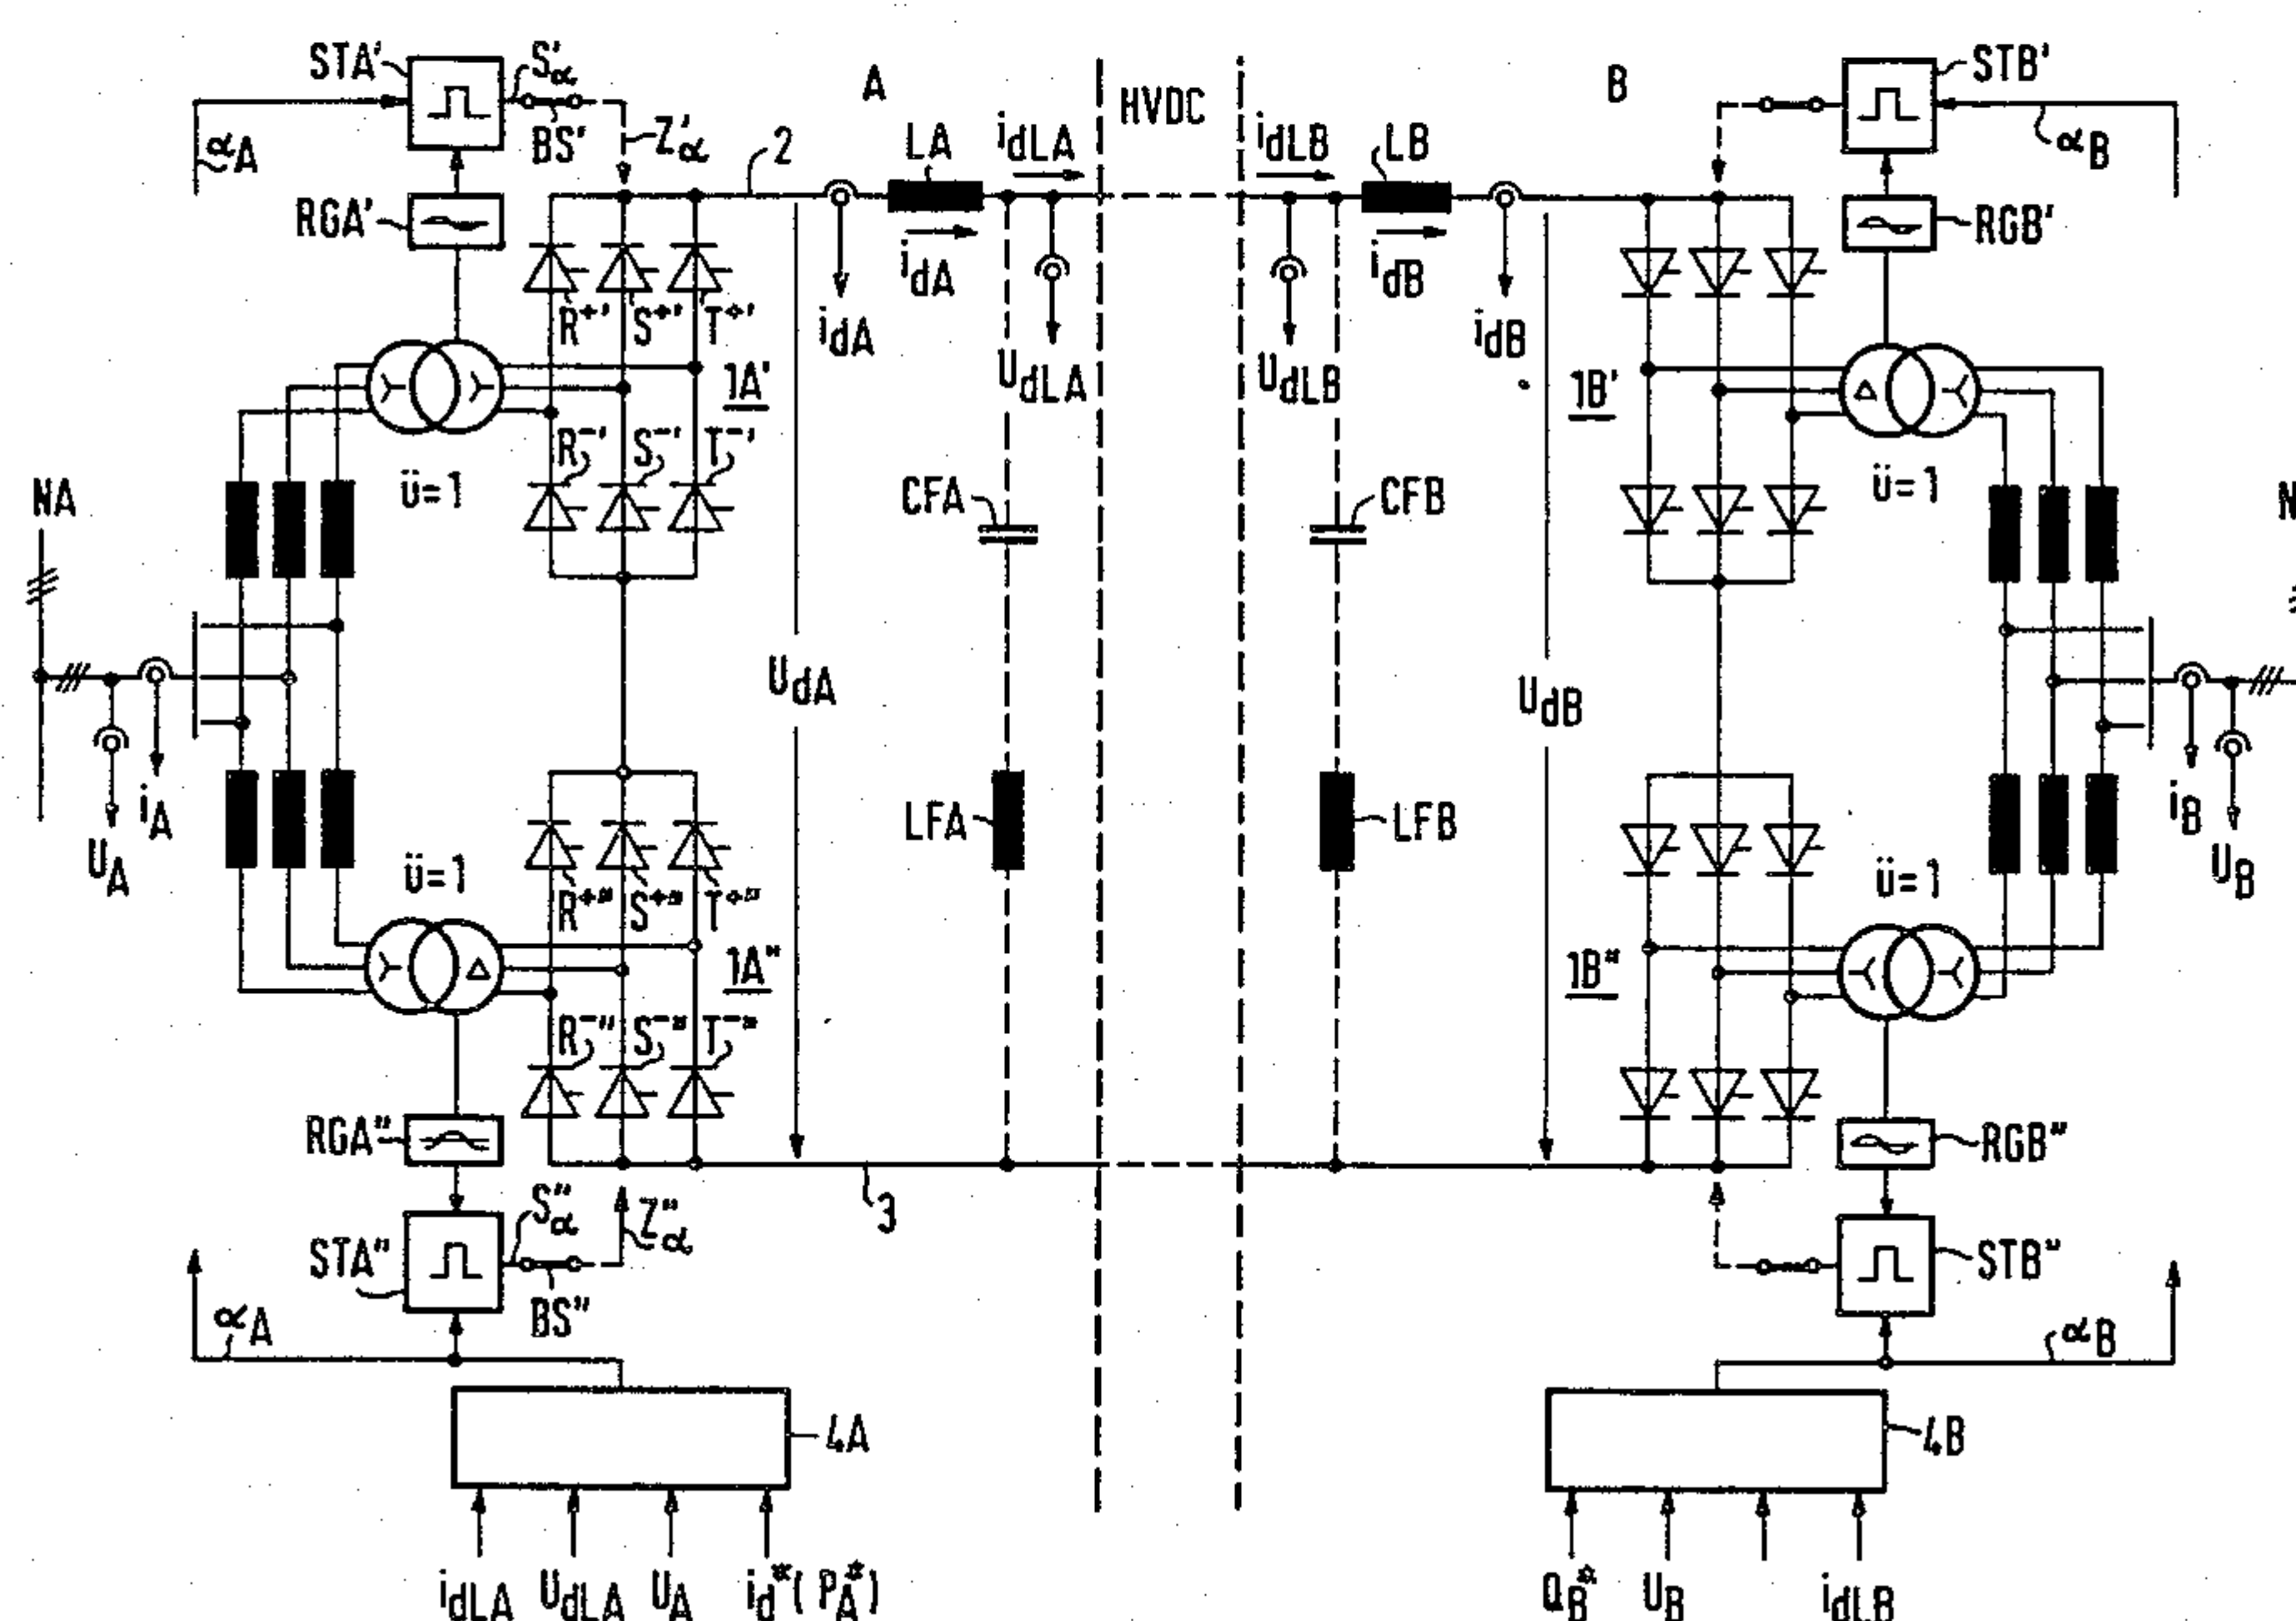 STA'
S'α
A
HVDC
B
STB'
αA
BS'
Z'α
2
LA
idLA
idLB
LB
αB
RGA'
idA
idB
RGB'
R+'
S+'
T+'
idA
UdLA
UdLB
idB
1A'
1B'
R-'
S-'
T-'
NA
ü=1
CFA
CFB
ü=1
N
UdA
UdB
iA
UA
LFA
LFB
iB
UB
ü=1
ü=1
R+"
S+"
T+"
1A"
1B"
R-"
S-"
T-"
RGA"
RGB"
S"α
Z"α
3
STA"
BS"
STB"
αA
αB
4A
4B
idLA
UdLA
UA
id*(PA*)
QB*
UB
idLB